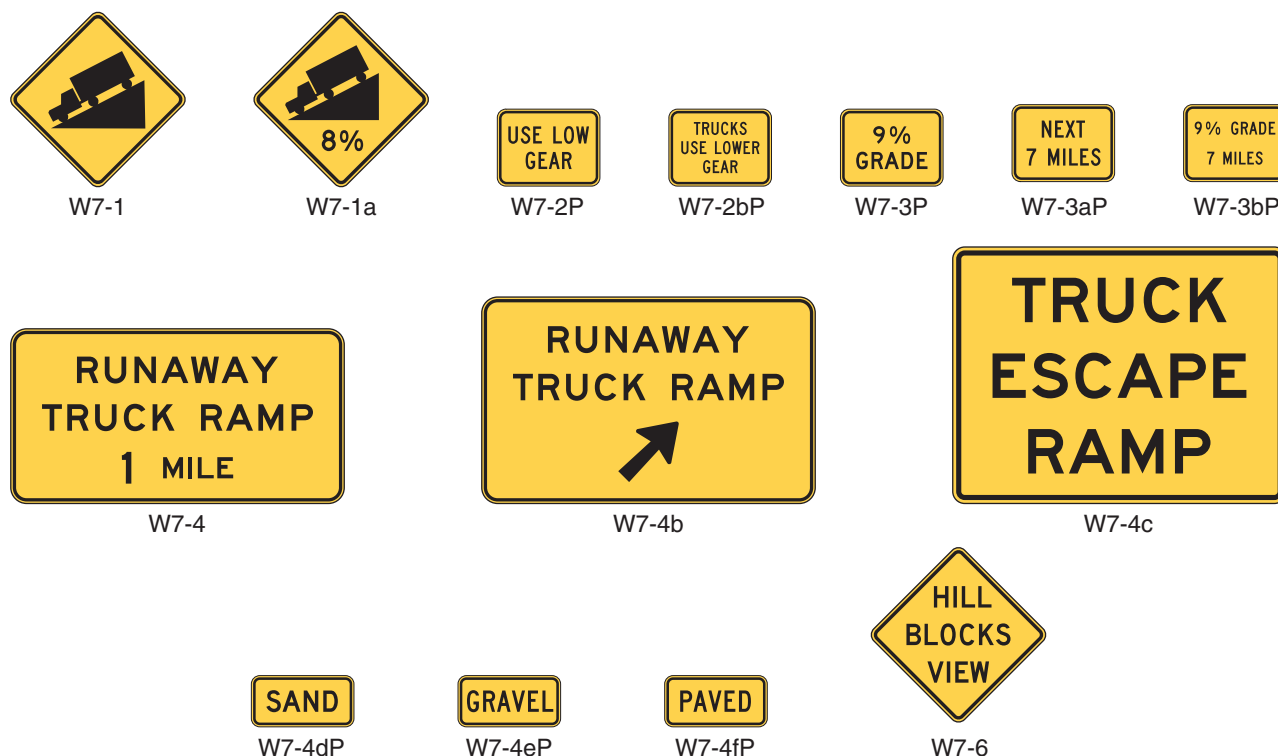 8%
W7-1
W7-1a
USE LOW
GEAR
W7-2P
TRUCKS
USE LOWER
GEAR
W7-2bP
9%
GRADE
W7-3P
NEXT
7 MILES
W7-3aP
9% GRADE
7 MILES
W7-3bP
RUNAWAY
TRUCK RAMP
1 MILE
W7-4
RUNAWAY
TRUCK RAMP
W7-4b
TRUCK
ESCAPE
RAMP
W7-4c
SAND
W7-4dP
GRAVEL
W7-4eP
PAVED
W7-4fP
HILL
BLOCKS
VIEW
W7-6